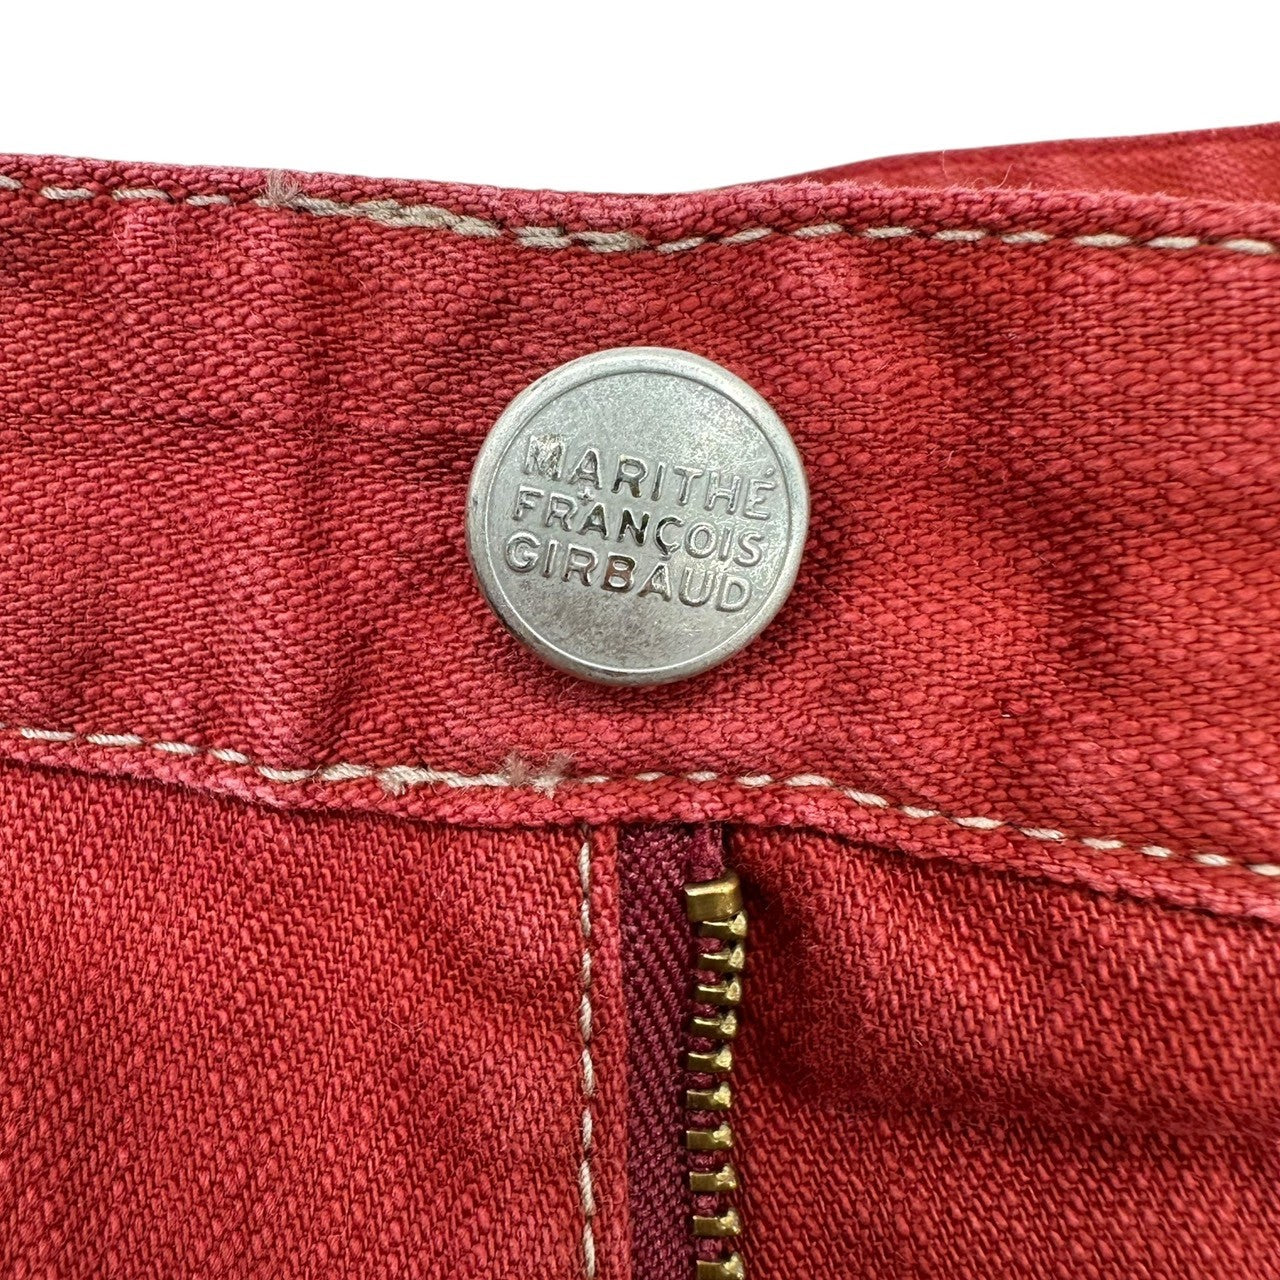 MARITHÉ
+
FRANÇOIS
GIRBAUD